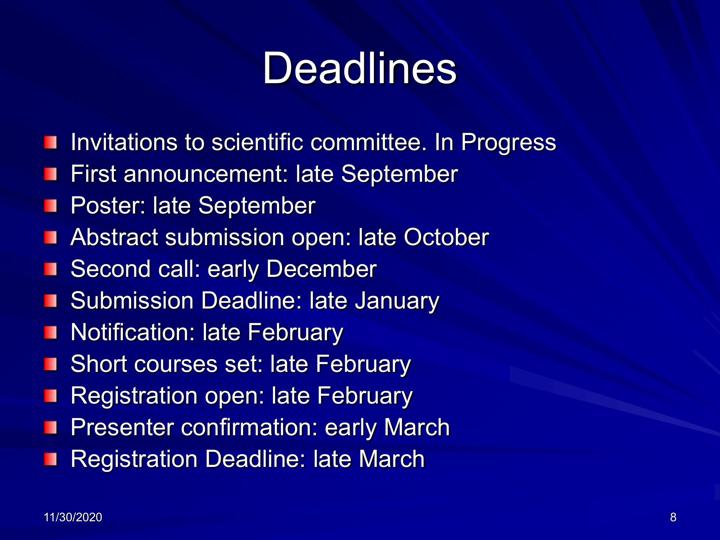 Deadlines
Invitations to scientific committee. In Progress
First announcement: late September
Poster: late September
Abstract submission open: late October
Second call: early December
Submission Deadline: late January
Notification: late February
Short courses set: late February
Registration open: late February
Presenter confirmation: early March
Registration Deadline: late March
11/30/2020
8